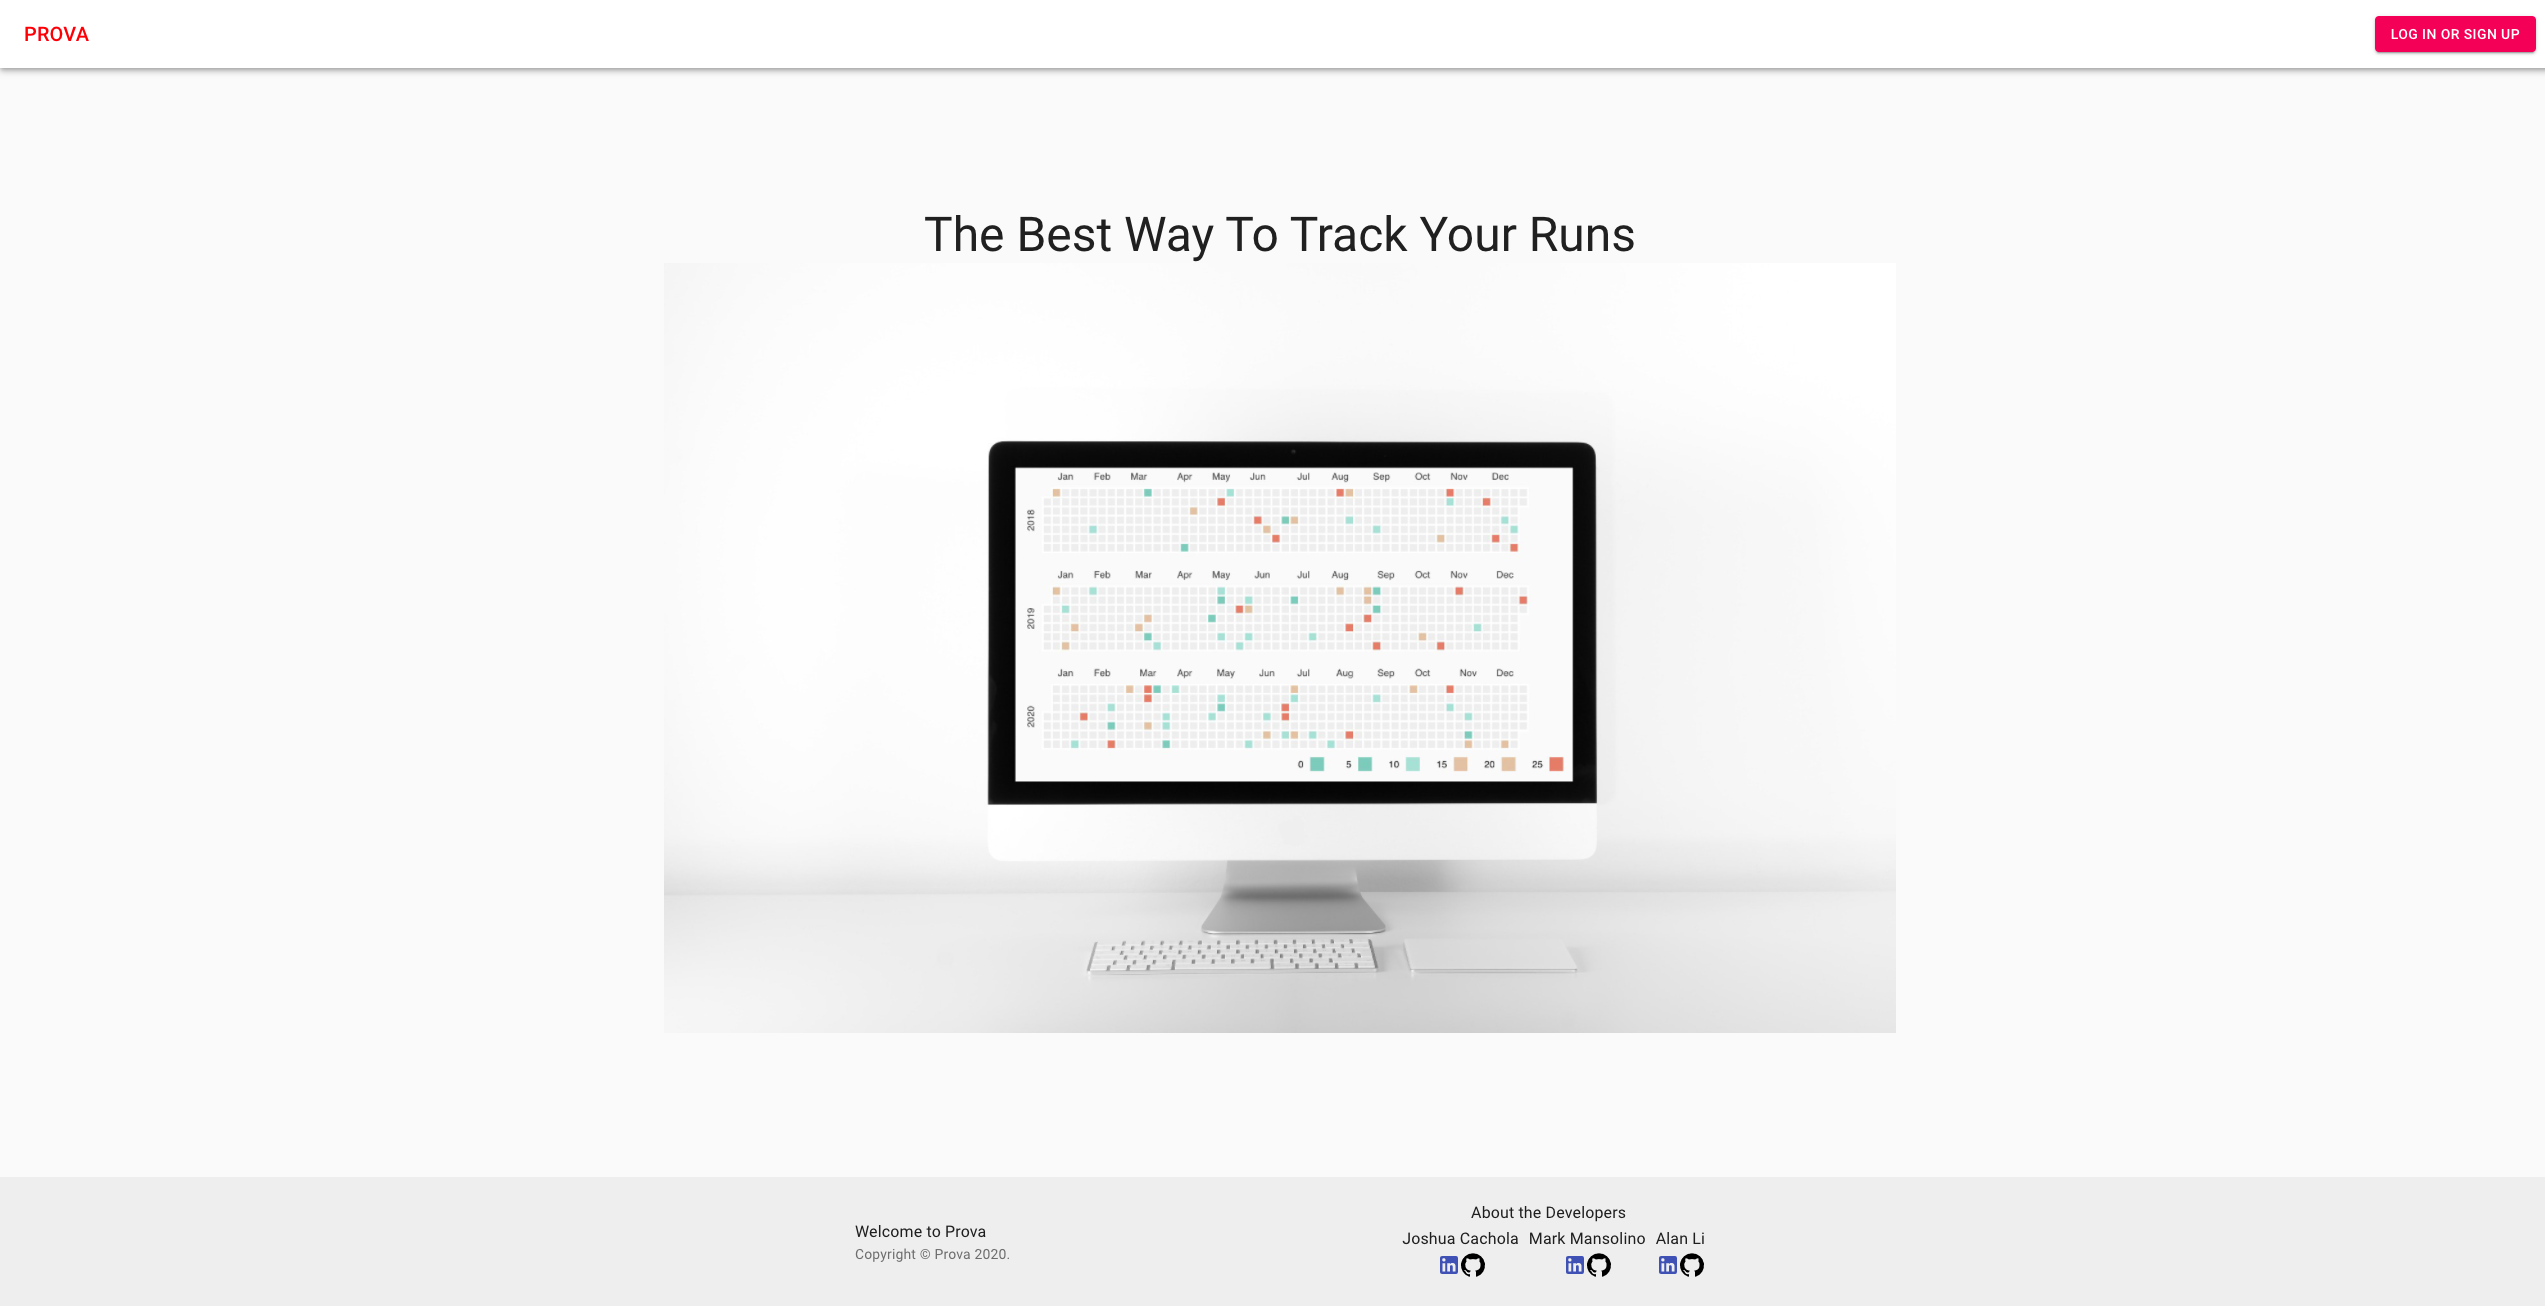 PROVA
LOG IN OR SIGN UP
The Best Way To Track Your Runs
Jan Feb Mar Apr May Jun Jul Aug Sep Oct Nov Dec
2018
Jan Feb Mar Apr May Jun Jul Aug Sep Oct Nov Dec
2019
Jan Feb Mar Apr May Jun Jul Aug Sep Oct Nov Dec
2020
0 5 10 15 20 25
Welcome to Prova
Copyright © Prova 2020.
About the Developers
Joshua Cachola Mark Mansolino Alan Li
in in in